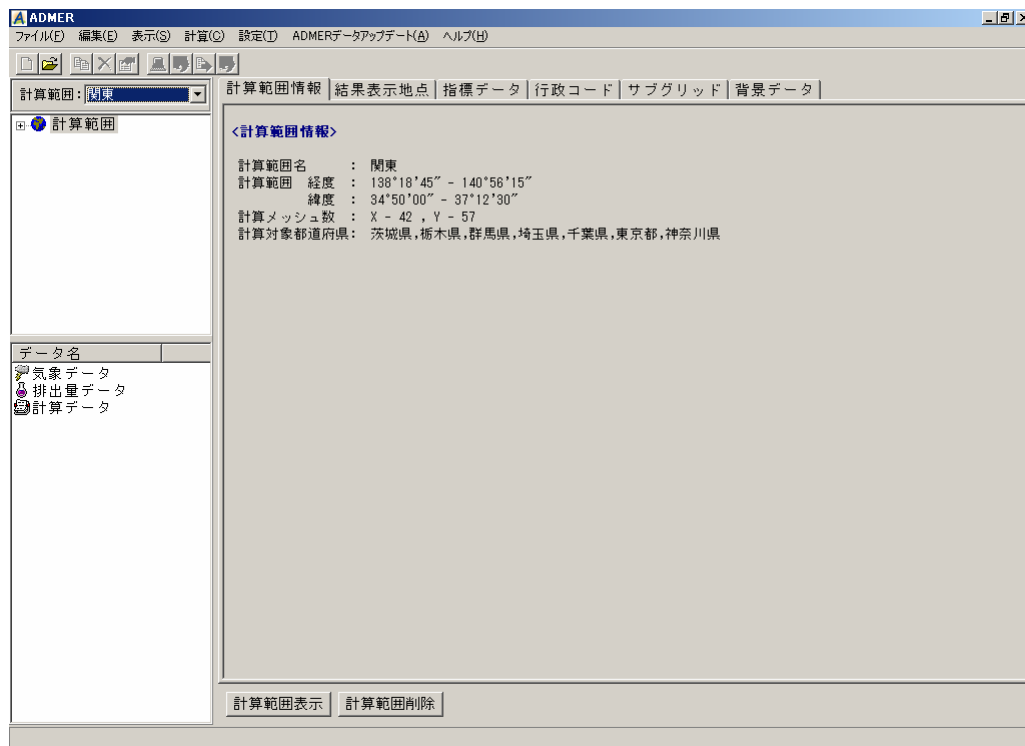 ADMER
ファイル(F) 編集(E) 表示(S) 計算(C) 設定(T) ADMERデータアップデート(A) ヘルプ(H)
計算範囲: 関東
計算範囲情報 結果表示地点 指標データ 行政コード サブグリッド 背景データ
計算範囲
<計算範囲情報>
計算範囲名 : 関東
計算範囲 経度 : 138°18'45" - 140°56'15"
緯度 : 34°50'00" - 37°12'30"
計算メッシュ数 : X - 42 , Y - 57
計算対象都道府県: 茨城県,栃木県,群馬県,埼玉県,千葉県,東京都,神奈川県
データ名
気象データ
排出量データ
計算データ
計算範囲表示 計算範囲削除